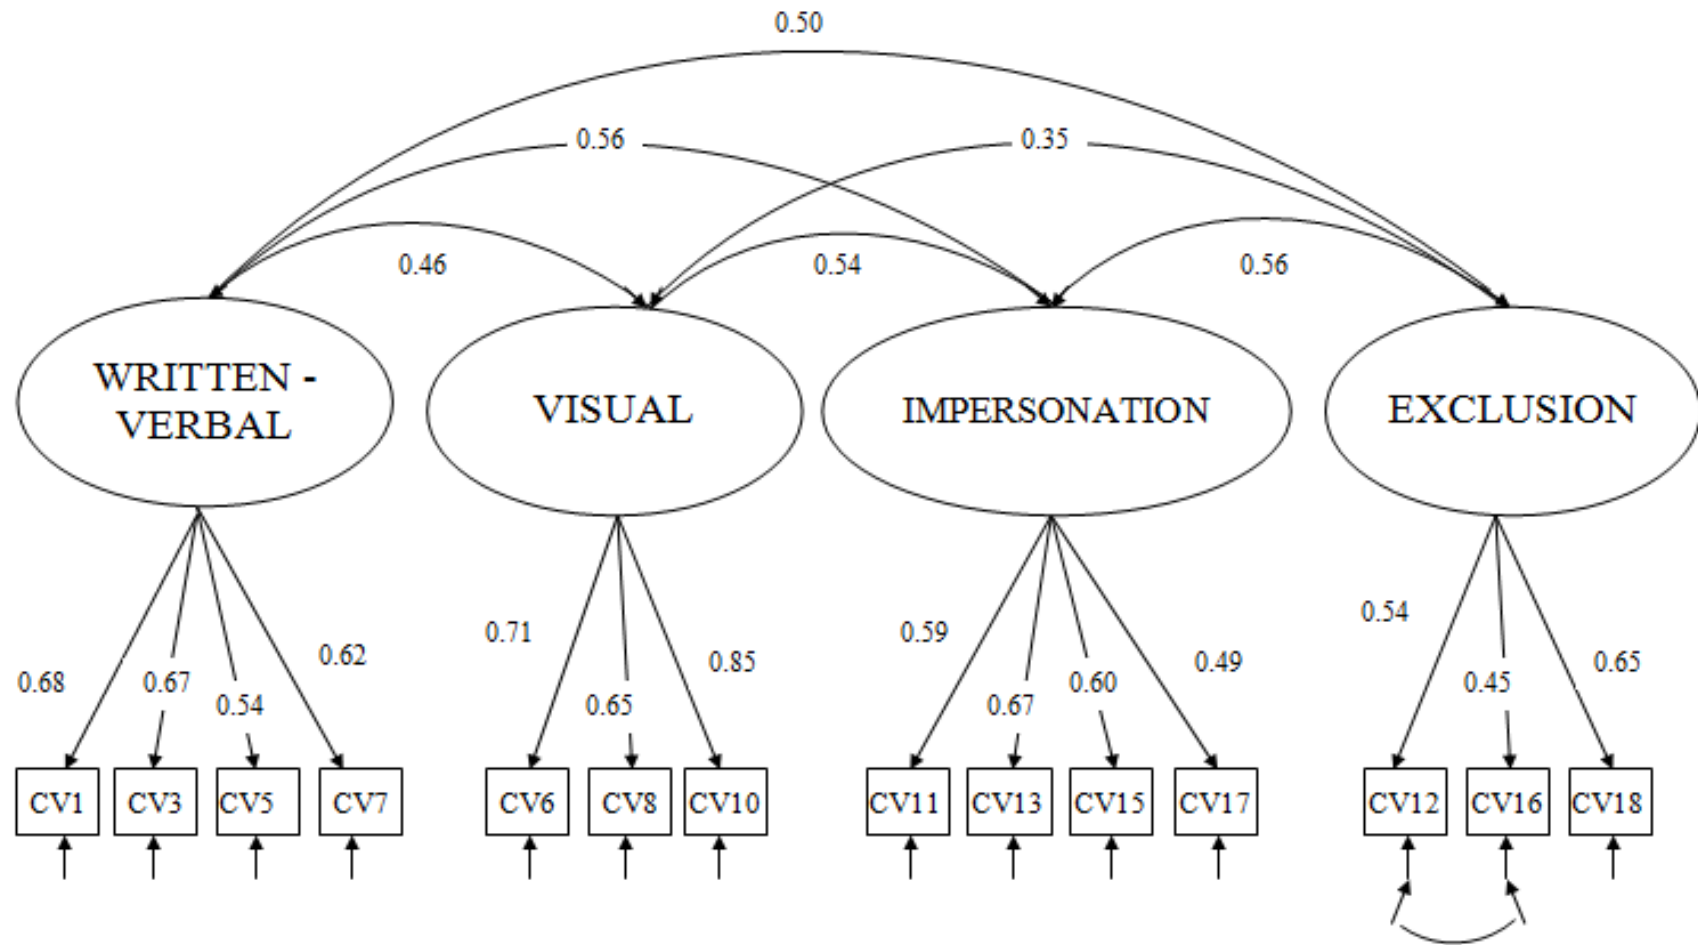 0.50
0.56 0.35
0.46 0.54 0.56
WRITTEN -
VERBAL
VISUAL
IMPERSONATION
EXCLUSION
0.68 0.67 0.54 0.62
0.71 0.65 0.85
0.59 0.67 0.60 0.49
0.54 0.45 0.65
CV1 CV3 CV5 CV7 CV6 CV8 CV10 CV11 CV13 CV15 CV17 CV12 CV16 CV18